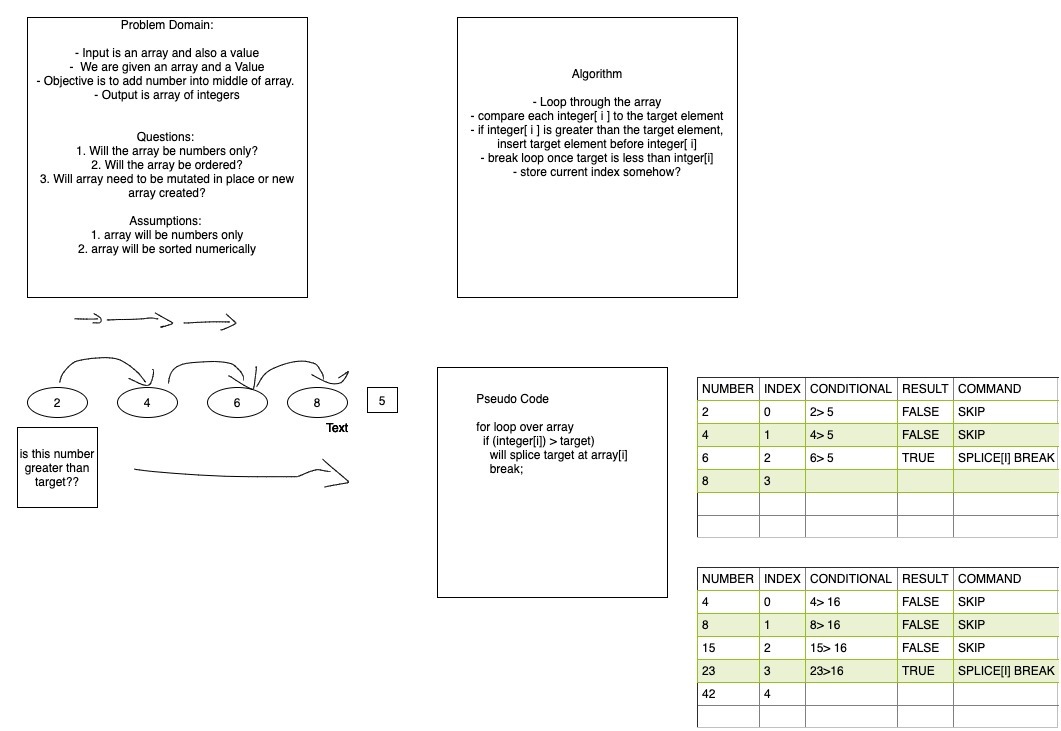 Problem Domain:
- Input is an array and also a value
- We are given an array and a Value
- Objective is to add number into middle of array.
- Output is array of integers
Questions:
1. Will the array be numbers only?
2. Will the array be ordered?
3. Will array need to be mutated in place or new
array created?
Assumptions:
1. array will be numbers only
2. array will be sorted numerically
Algorithm
- Loop through the array
- compare each integer[ i ] to the target element
- if integer[ i ] is greater than the target element,
insert target element before integer[ i]
- break loop once target is less than intger[i]
- store current index somehow?
2 4 6 8 5
Text
is this number
greater than
target??
Pseudo Code
for loop over array
if (integer[i]) > target)
will splice target at array[i]
break;
NUMBER INDEX CONDITIONAL RESULT COMMAND
2 0 2> 5 FALSE SKIP
4 1 4> 5 FALSE SKIP
6 2 6> 5 TRUE SPLICE[I] BREAK
8 3
NUMBER INDEX CONDITIONAL RESULT COMMAND
4 0 4> 16 FALSE SKIP
8 1 8> 16 FALSE SKIP
15 2 15> 16 FALSE SKIP
23 3 23>16 TRUE SPLICE[I] BREAK
42 4